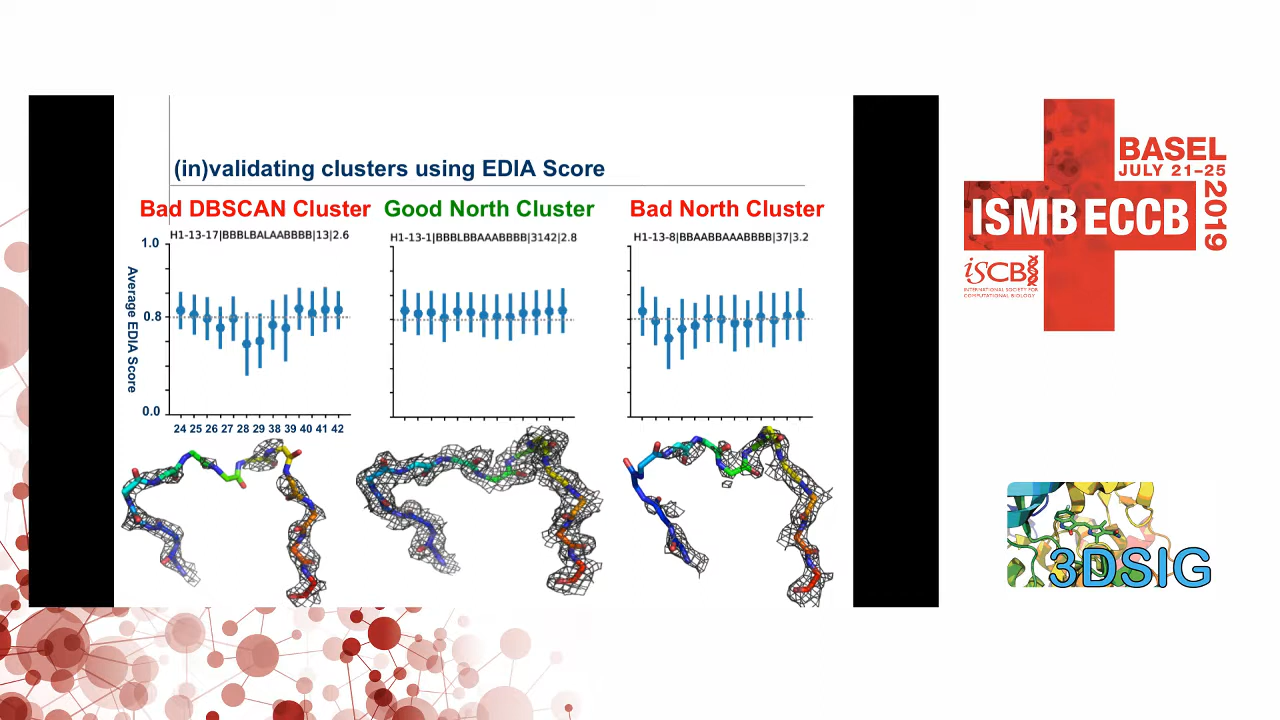 (in)validating clusters using EDIA Score
Bad DBSCAN Cluster
Good North Cluster
Bad North Cluster
H1-13-17|BBBLBALAABBBB|13|2.6
H1-13-1|BBBLBBAAABBBB|3142|2.8
H1-13-8|BBAABBAAABBBB|37|3.2
1.0
0.8
0.0
Average EDIA Score
24 25 26 27 28 29 38 39 40 41 42
BASEL
JULY 21–25
2019
ISMB ECCB
iSCB
INTERNATIONAL SOCIETY FOR
COMPUTATIONAL BIOLOGY
3DSIG